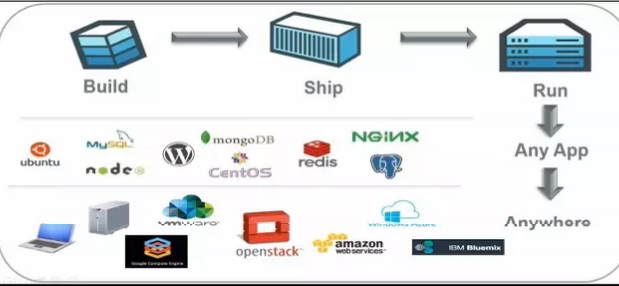 Build
Ship
Run
ubuntu
MySQL
node
mongoDB
CentOS
redis
NGINX
Any App
Anywhere
vmware
Google Compute Engine
openstack
amazon
web services
Windows Azure
IBM Bluemix